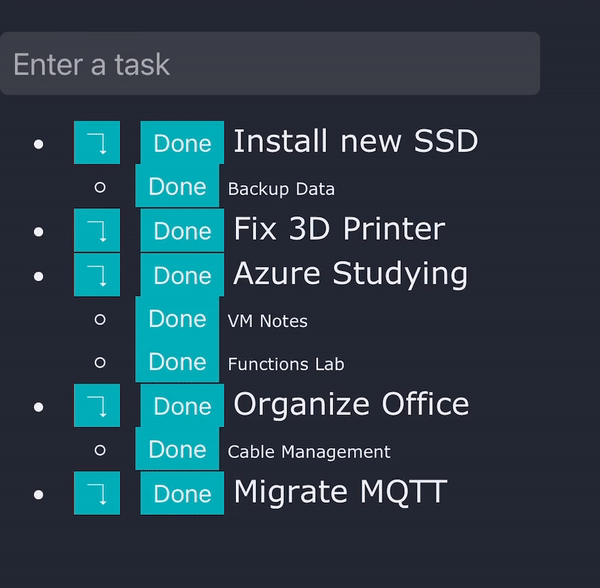 Enter a task
Done Install new SSD
Done Backup Data
Done Fix 3D Printer
Done Azure Studying
Done VM Notes
Done Functions Lab
Done Organize Office
Done Cable Management
Done Migrate MQTT